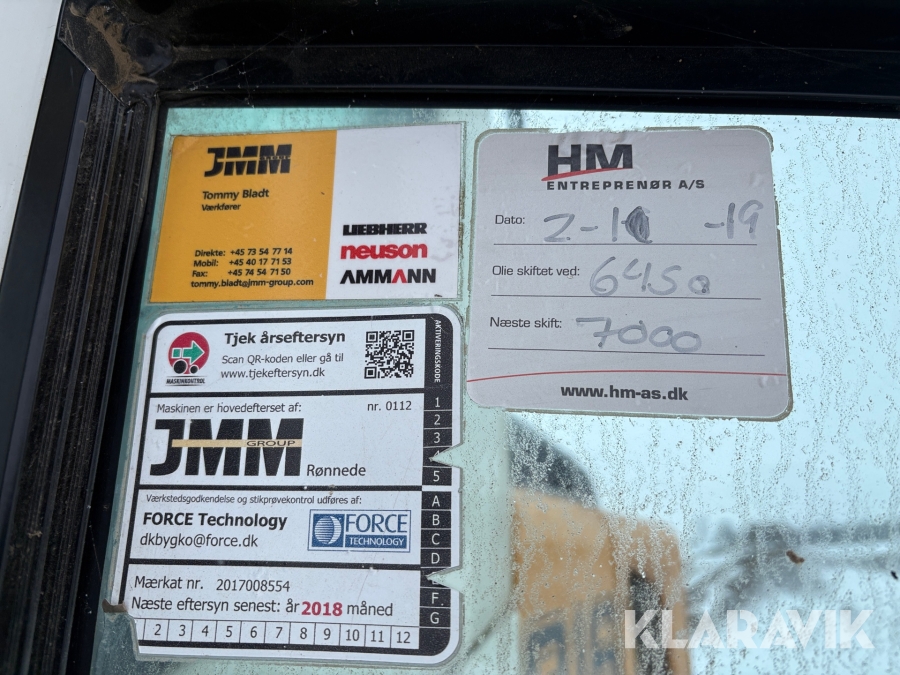 JMM GROUP
Tommy Bladt
Værkfører
Direkte: +45 73 54 77 14
Mobil: +45 40 17 71 53
Fax: +45 74 54 71 50
tommy.bladt@jmm-group.com
LIEBHERR
neuson
AMMANN
HM
ENTREPRENØR A/S
Dato: 2-1 -19
Olie skiftet ved: 6450
Næste skift: 7000
www.hm-as.dk
MASKINKONTROL
Tjek årseftersyn
Scan QR-koden eller gå til
www.tjekeftersyn.dk
AKTIVERINGSKODE
Maskinen er hovedefterset af: nr. 0112
JMM
GROUP
Rønnede
Værkstedsgodkendelse og stikprøvekontrol udføres af:
FORCE Technology
dkbygko@force.dk
FORCE
TECHNOLOGY
Mærkat nr. 2017008554
Næste eftersyn senest: år 2018 måned
2 3 4 5 6 7 8 9 10 11 12
1
2
3
5
A
B
C
D
F
G
KLARAVIK